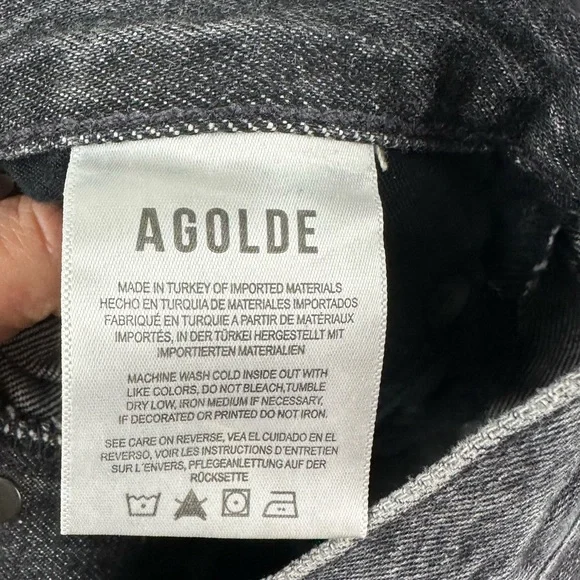 AGOLDE
MADE IN TURKEY OF IMPORTED MATERIALS
HECHO EN TURQUIA DE MATERIALES IMPORTADOS
FABRIQUÉ EN TURQUIE A PARTIR DE MATÉRIAUX
IMPORTÉS, IN DER TÜRKEI HERGESTELLT MIT
IMPORTIERTEN MATERIALIEN
MACHINE WASH COLD INSIDE OUT WITH
LIKE COLORS, DO NOT BLEACH,TUMBLE
DRY LOW, IRON MEDIUM IF NECESSARY,
IF DECORATED OR PRINTED DO NOT IRON.
SEE CARE ON REVERSE, VEA EL CUIDADO EN EL
REVERSO, VOIR LES INSTRUCTIONS D'ENTRETIEN
SUR L'ENVERS, PFLEGEANLEITUNG AUF DER
RÜCKSETTE